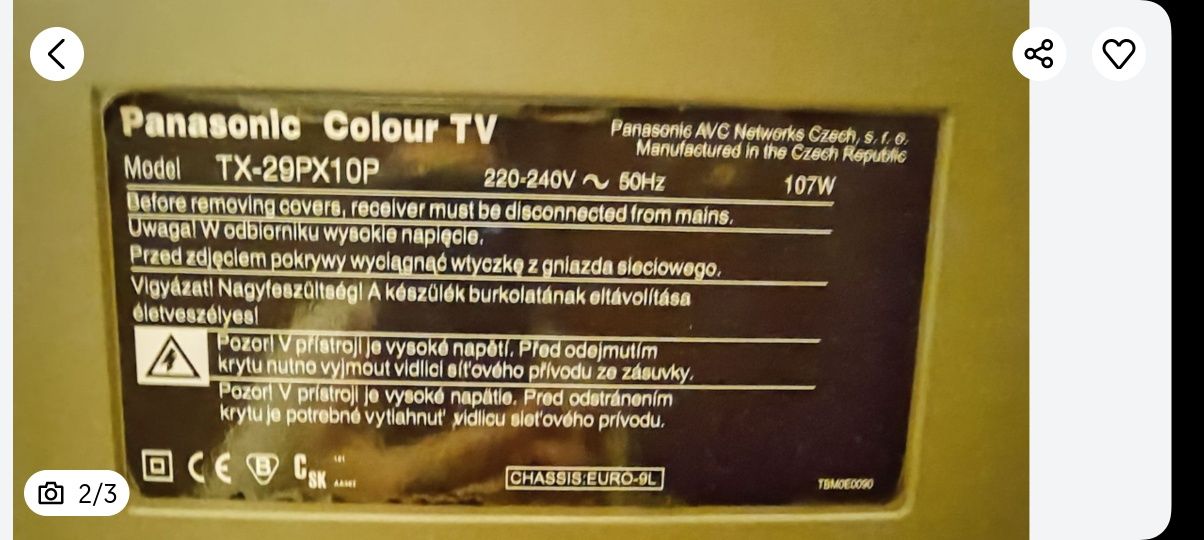 Panasonic Colour TV
Panasonic AVC Networks Czech, s. r. o.
Manufactured in the Czech Republic
Model TX-29PX10P 220-240V ~ 50Hz 107W
Before removing covers, receiver must be disconnected from mains.
Uwaga! W odbiorniku wysokie napięcie.
Przed zdjęciem pokrywy wyciągnąć wtyczkę z gniazda sieciowego.
Vigyázat! Nagyfeszültség! A készülék burkolatának eltávolítása
életveszélyes!
Pozor! V přístroji je vysoké napětí. Před odejmutím
krytu nutno vyjmout vidlici síťového přívodu ze zásuvky.
Pozor! V prístroji je vysoké napätie. Pred odstránením
krytu je potrebné vytiahnuť vidlicu sieťového prívodu.
CE B CSK
CHASSIS:EURO-9L
TBM0E0090
2/3